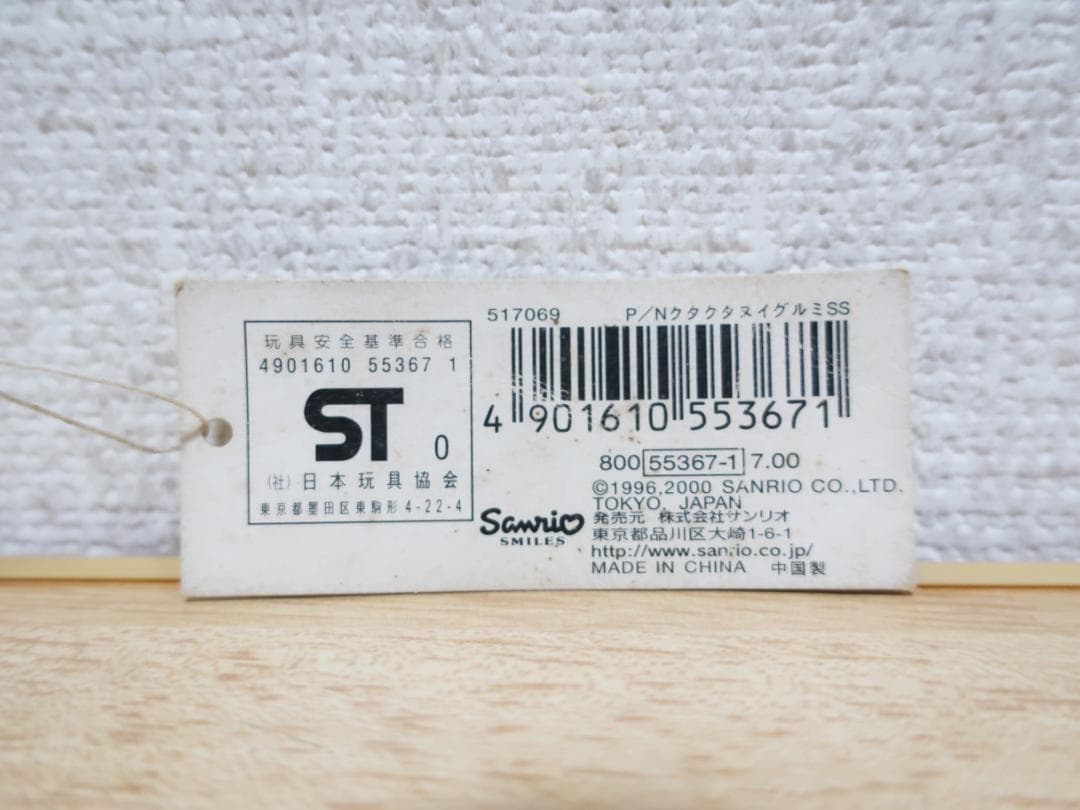 玩具安全基準合格
4901610 55367 1
ST 0
(社)日本玩具協会
東京都墨田区東駒形4-22-4
517069 P/NクタクタヌイグルミSS
4 901610 553671
800 55367-1 7.00
©1996,2000 SANRIO CO.,LTD.
TOKYO, JAPAN
Sanrio
SMILES
発売元 株式会社サンリオ
東京都品川区大崎1-6-1
http://www.sanrio.co.jp/
MADE IN CHINA 中国製